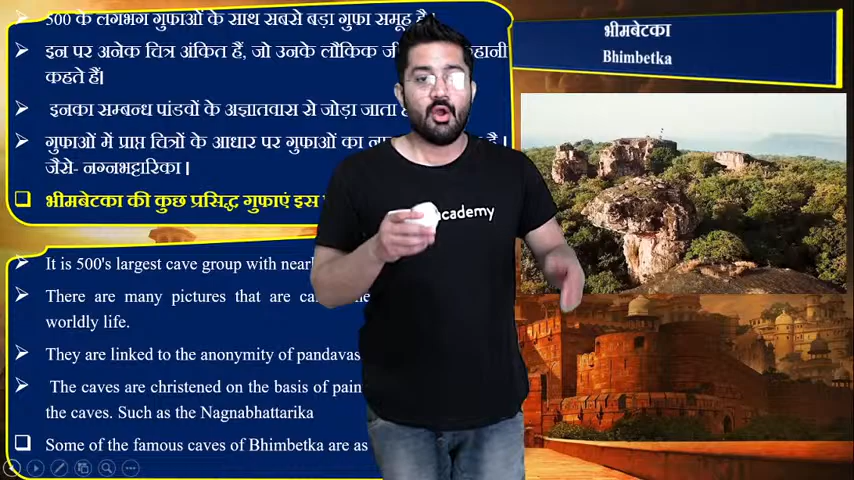 500 के लगभग गुफाओं के साथ सबसे बड़ा गुफा समूह है।
इन पर अनेक चित्र अंकित हैं, जो उनके लौकिक
कहते हैं।
इनका सम्बन्ध पांडवों के अज्ञातवास से जोड़ा जाता
गुफाओं में प्राप्त चित्रों के आधार पर गुफाओं का है।
जैसे- नग्नभट्टारिका।
भीमबेटका की कुछ प्रसिद्ध गुफाएं इस
It is 500's largest cave group with
There are many pictures that are
worldly life.
They are linked to the anonymity of pandavas
The caves are christened on the basis of
the caves. Such as the Nagnabhattarika
Some of the famous caves of Bhimbetka are as
भीमबेटका
Bhimbetka
academy